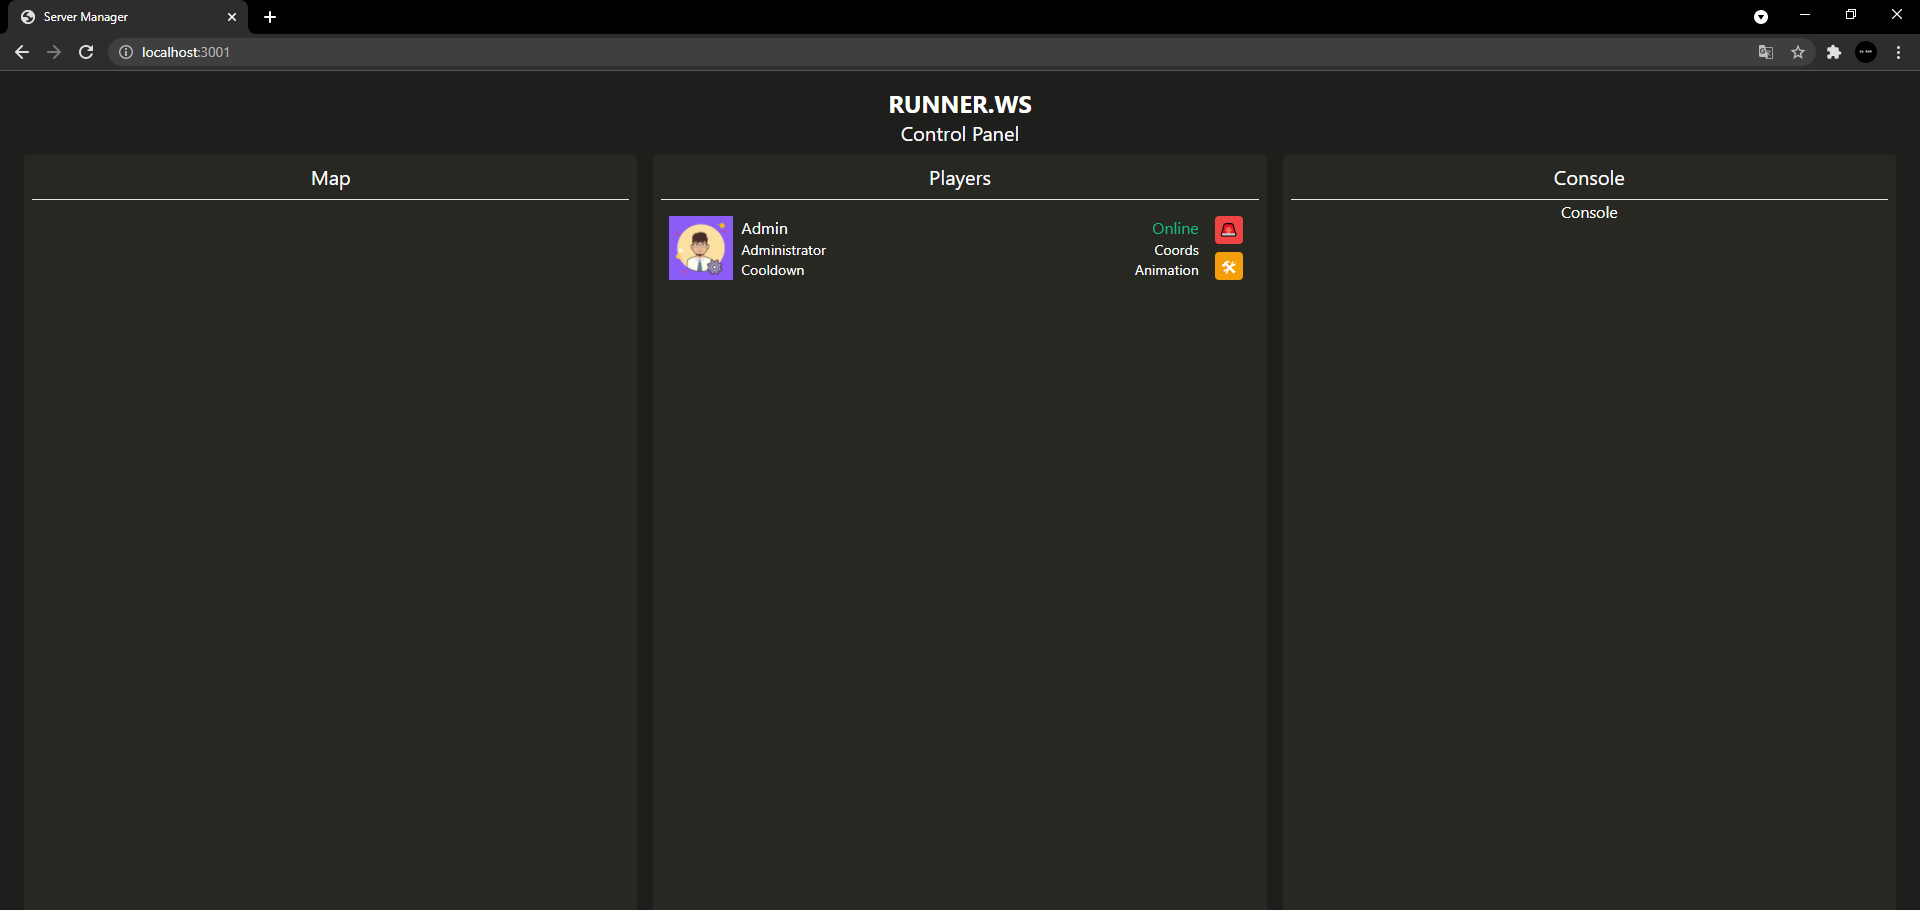 Server Manager
localhost:3001
RUNNER.WS
Control Panel
Map
Players
Admin
Administrator
Cooldown
Online
Coords
Animation
Console
Console